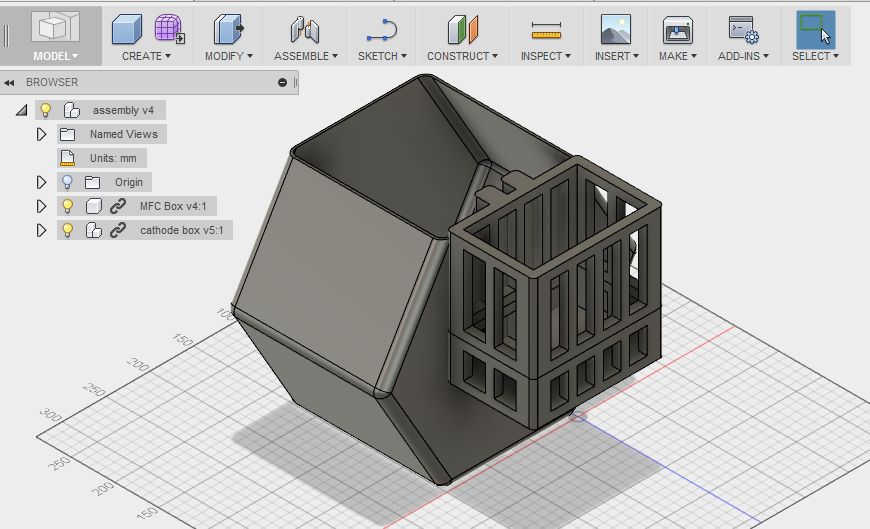 MODEL CREATE MODIFY ASSEMBLE SKETCH CONSTRUCT INSPECT INSERT MAKE ADD-INS SELECT
BROWSER
assembly v4
Named Views
Units: mm
Origin
MFC Box v4:1
cathode box v5:1
100
150
200
250
300
250
200
150